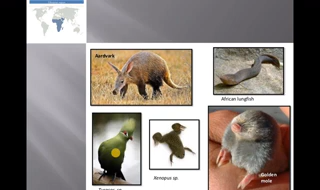 Aardvark
African lungfish
Xenopus sp.
Golden
mole